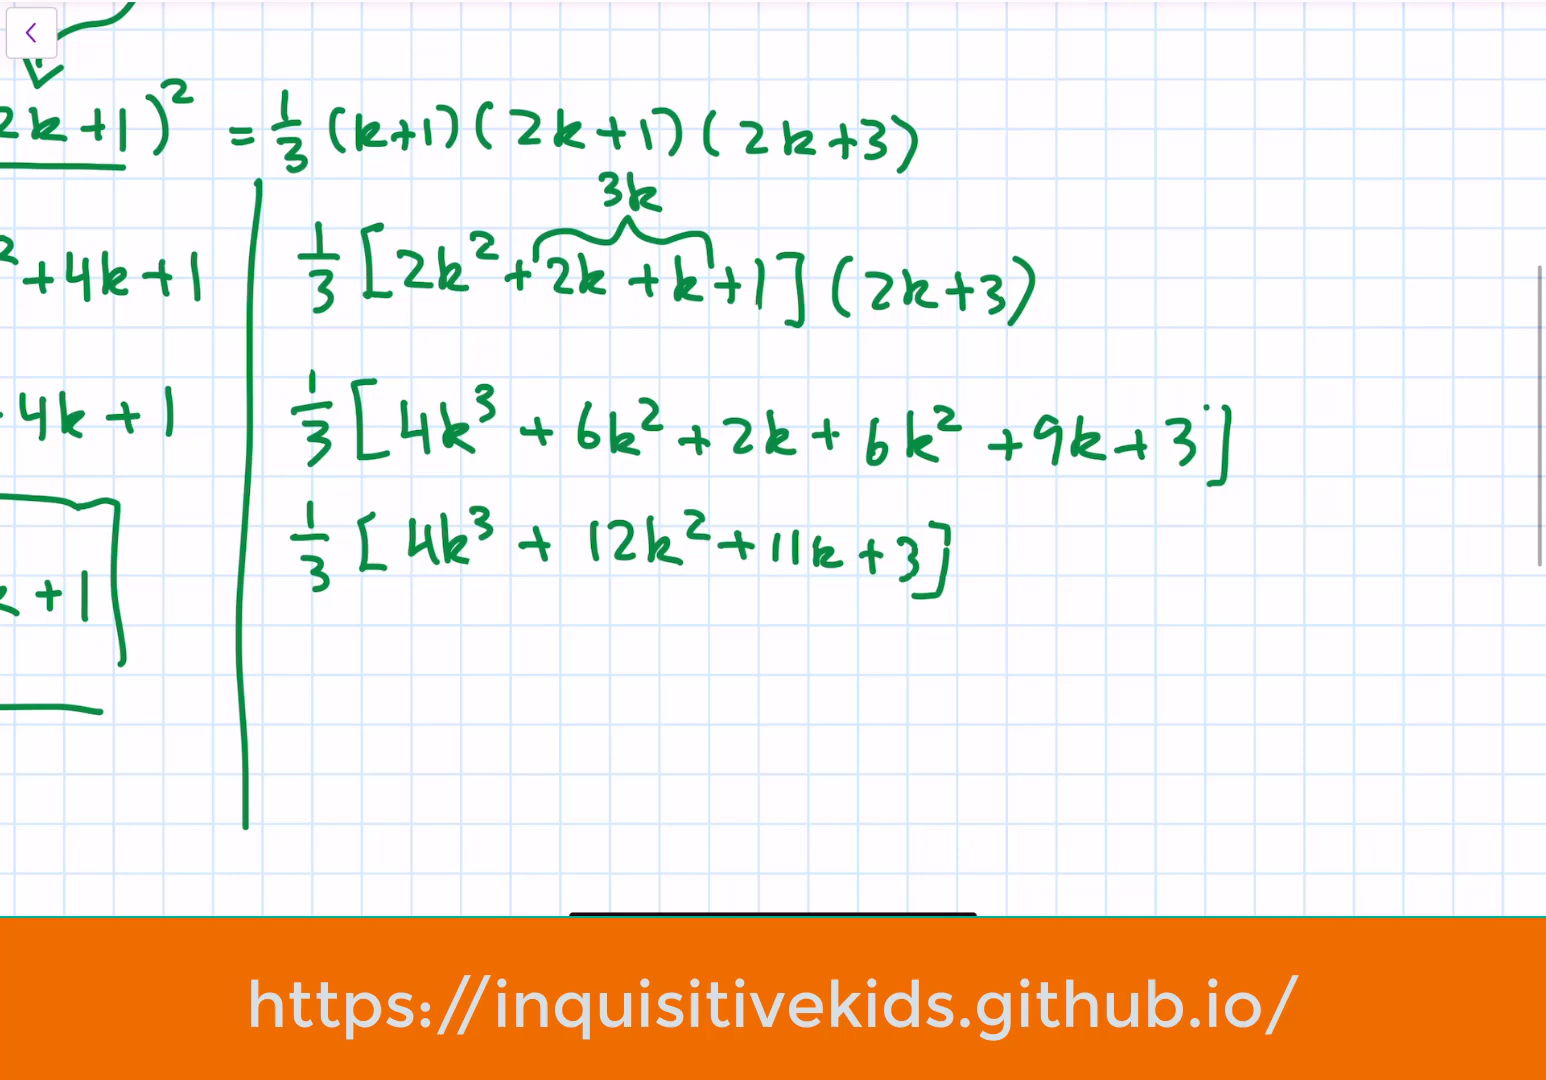 2k+1)² = 1/3 (k+1)(2k+1)(2k+3)
3k
² +4k+1
1/3 [2k²+2k+k+1](2k+3)
4k+1
1/3 [4k³ + 6k² + 2k + 6k² + 9k + 3]
1/3 [4k³ + 12k² + 11k + 3]
k+1
https://inquisitivekids.github.io/